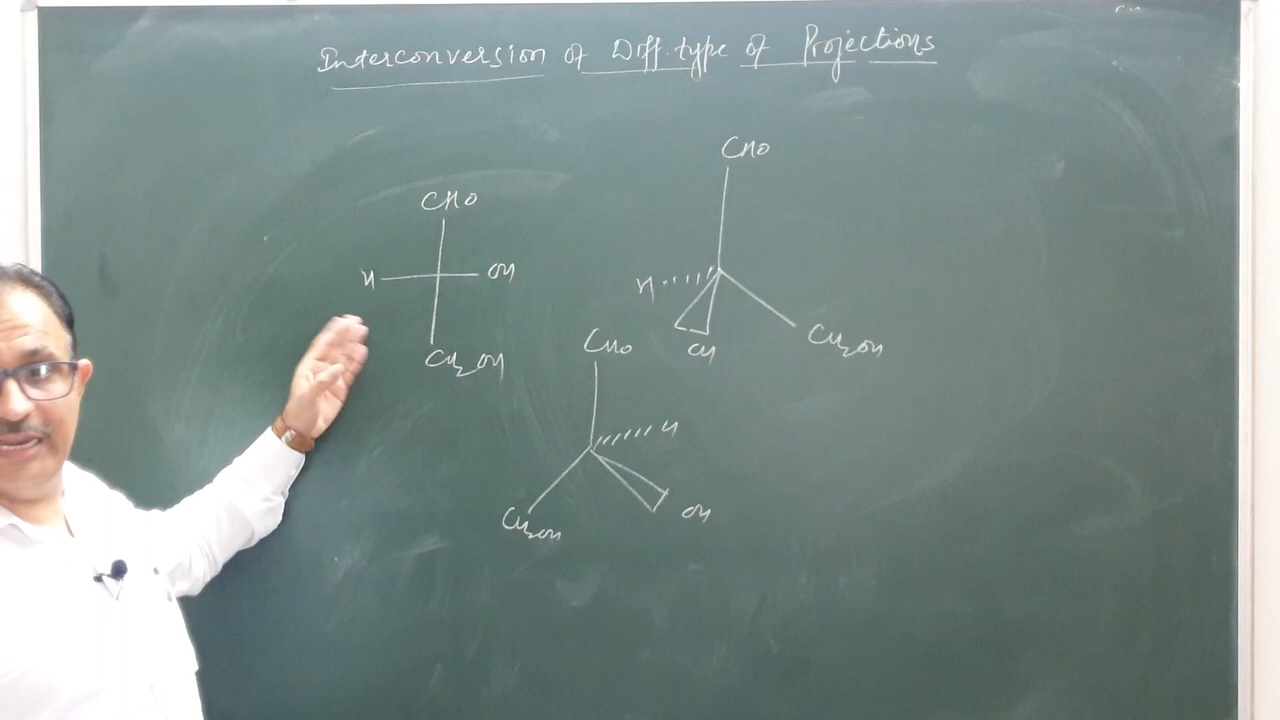 Interconversion of Diff. type of Projections
CHO
H OH
CH2OH
CHO
H
OH
CH2OH
CHO
H
OH
CH2OH